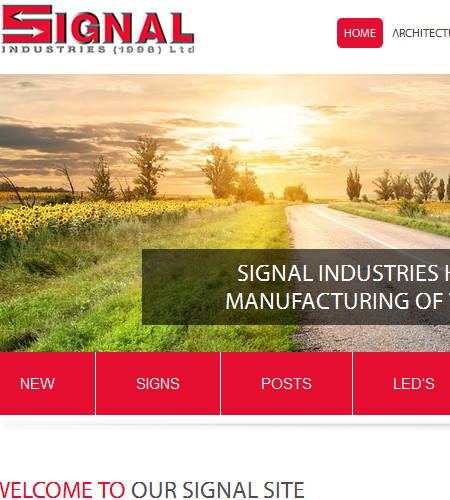 SIGNAL
INDUSTRIES (1998) Ltd
HOME ARCHITECTU
SIGNAL INDUSTRIES H
MANUFACTURING OF
NEW SIGNS POSTS LED'S
WELCOME TO OUR SIGNAL SITE